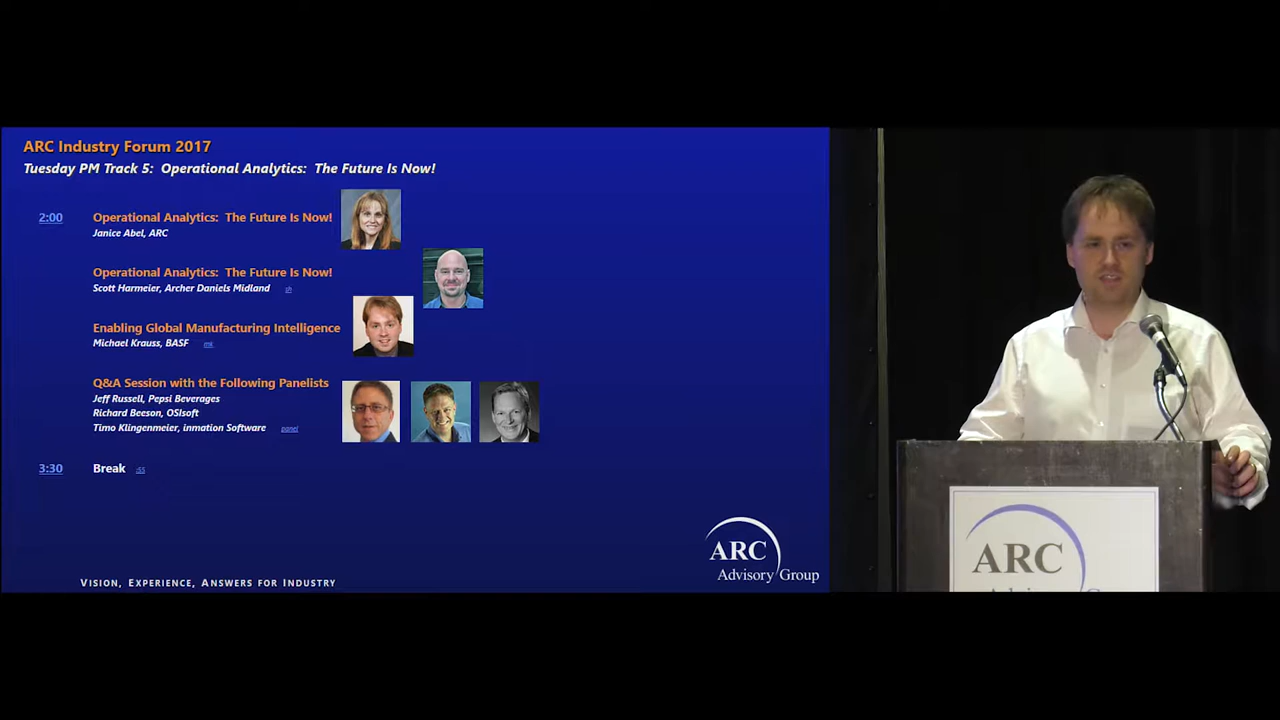 ARC Industry Forum 2017
Tuesday PM Track 5: Operational Analytics: The Future Is Now!
2:00 Operational Analytics: The Future Is Now!
Janice Abel, ARC
Operational Analytics: The Future Is Now!
Scott Harmeier, Archer Daniels Midland sh
Enabling Global Manufacturing Intelligence
Michael Krauss, BASF mk
Q&A Session with the Following Panelists
Jeff Russell, Pepsi Beverages
Richard Beeson, OSIsoft
Timo Klingenmeier, inmation Software panel
3:30 Break
ARC
Advisory Group
VISION, EXPERIENCE, ANSWERS FOR INDUSTRY
ARC